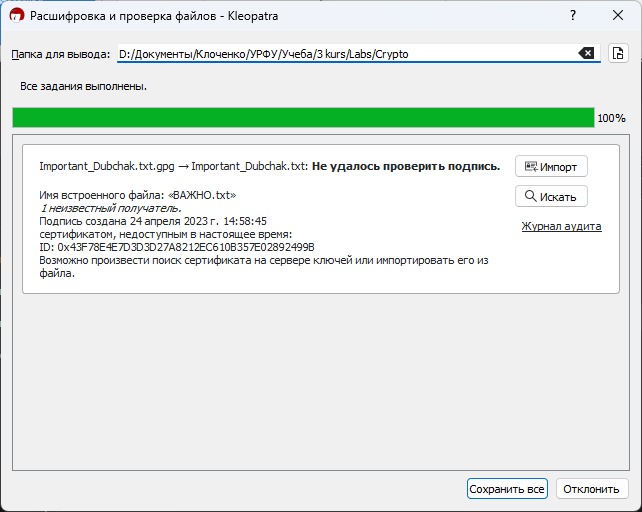 Расшифровка и проверка файлов - Kleopatra
Папка для вывода: D:/Документы/Клоченко/УРФУ/Учеба/3 kurs/Labs/Crypto
Все задания выполнены.
100%
Important_Dubchak.txt.gpg → Important_Dubchak.txt: Не удалось проверить подпись.
Импорт
Имя встроенного файла: «ВАЖНО.txt»
Искать
1 неизвестный получатель.
Подпись создана 24 апреля 2023 г. 14:58:45
Журнал аудита
сертификатом, недоступным в настоящее время:
ID: 0x43F78E4E7D3D3D27A8212EC610B357E02892499B
Возможно произвести поиск сертификата на сервере ключей или импортировать его из
файла.
Сохранить все
Отклонить